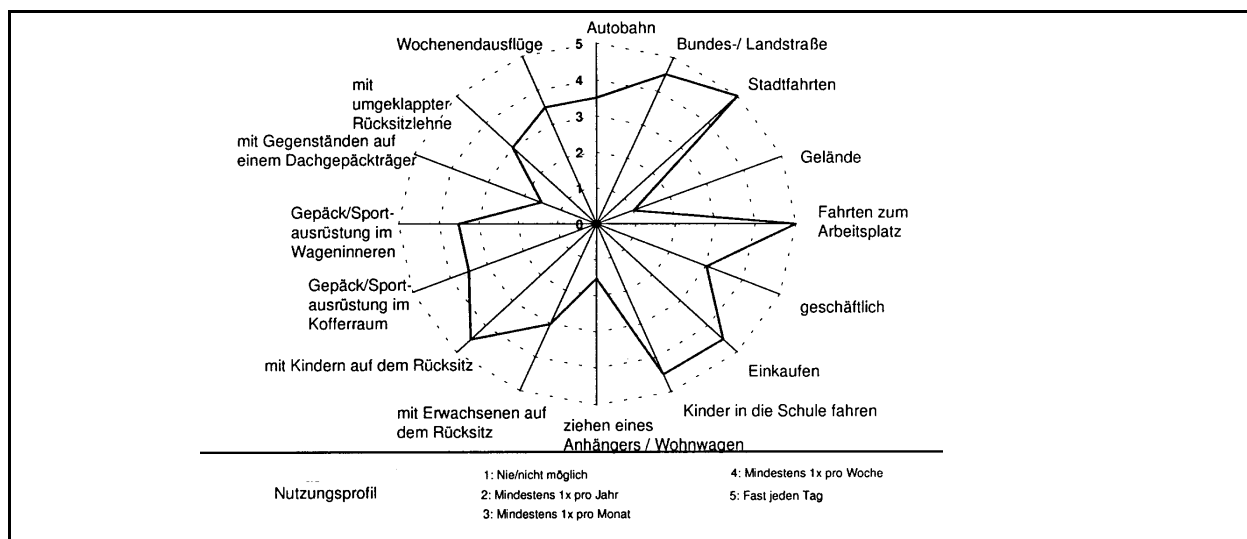 Autobahn
Wochenendausflüge
Bundes-/ Landstraße
5
4
3
2
1
0
mit
umgeklappter
Rücksitzlehne
Stadtfahrten
mit Gegenständen auf
einem Dachgepäckträger
Gelände
Gepäck/Sport-
ausrüstung im
Wageninneren
Fahrten zum
Arbeitsplatz
Gepäck/Sport-
ausrüstung im
Kofferraum
geschäftlich
mit Kindern auf dem Rücksitz
Einkaufen
mit Erwachsenen auf
dem Rücksitz
ziehen eines
Anhängers / Wohnwagen
Kinder in die Schule fahren
Nutzungsprofil
1: Nie/nicht möglich
2: Mindestens 1x pro Jahr
3: Mindestens 1x pro Monat
4: Mindestens 1x pro Woche
5: Fast jeden Tag